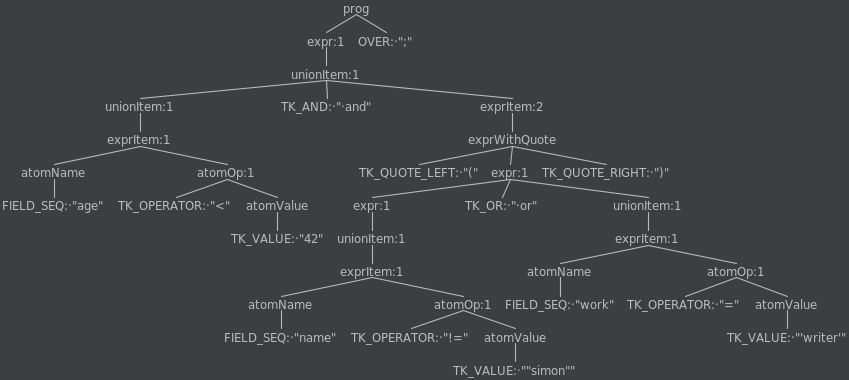 prog
expr:1 OVER:·";"
unionItem:1
unionItem:1 TK_AND:·"·and" exprItem:2
exprItem:1 exprWithQuote
atomName atomOp:1 TK_QUOTE_LEFT:·"(" expr:1 TK_QUOTE_RIGHT:·")"
FIELD_SEQ:·"age" TK_OPERATOR:·"<" atomValue expr:1 TK_OR:·"·or" unionItem:1
TK_VALUE:·"42" unionItem:1 exprItem:1
exprItem:1 atomName atomOp:1
atomName atomOp:1 FIELD_SEQ:·"work" TK_OPERATOR:·"=" atomValue
FIELD_SEQ:·"name" TK_OPERATOR:·"!=" atomValue TK_VALUE:·"'writer'"
TK_VALUE:·""simon""